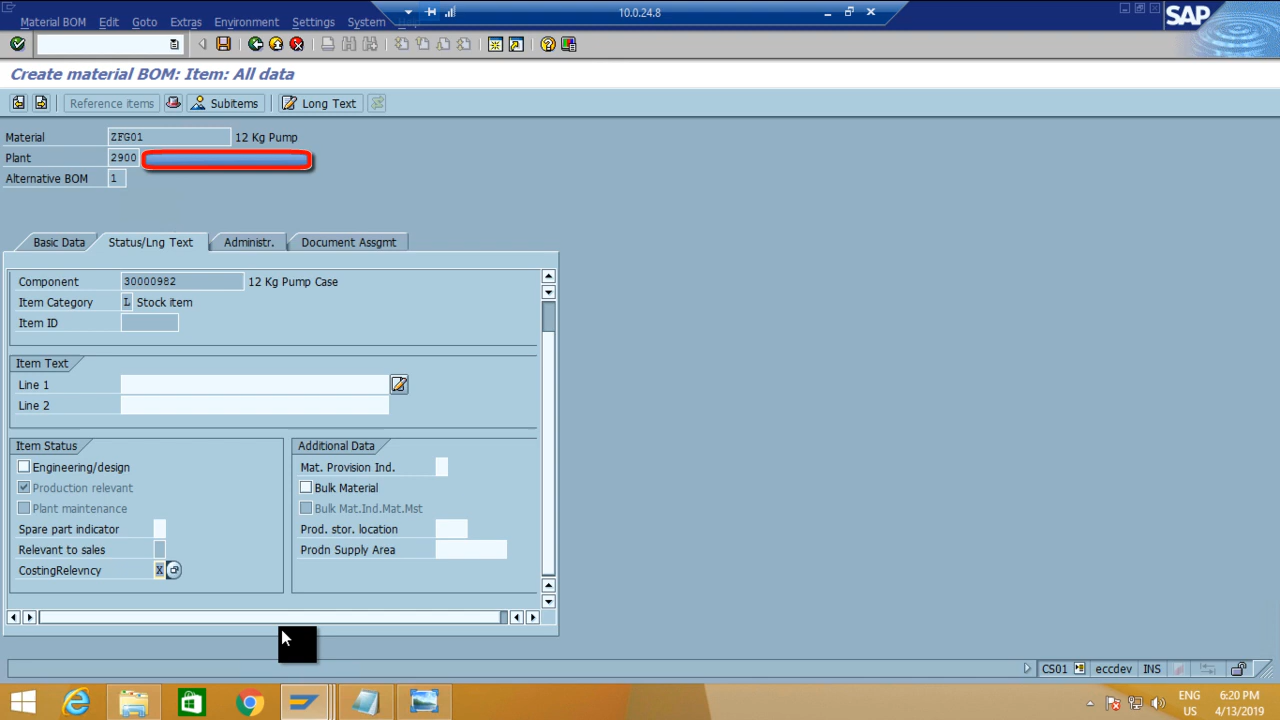 10.0.24.8
Material BOM Edit Goto Extras Environment Settings System
SAP
Create material BOM: Item: All data
Reference items Subitems Long Text
Material ZFG01 12 Kg Pump
Plant 2900
Alternative BOM 1
Basic Data Status/Lng Text Administr. Document Assgmt
Component 30000982 12 Kg Pump Case
Item Category L Stock item
Item ID
Item Text
Line 1
Line 2
Item Status Additional Data
Engineering/design Mat. Provision Ind.
Production relevant Bulk Material
Plant maintenance Bulk Mat.Ind.Mat.Mst
Spare part indicator Prod. stor. location
Relevant to sales Prodn Supply Area
CostingRelevncy X
CS01 eccdev INS
ENG 6:20 PM
US 4/13/2019